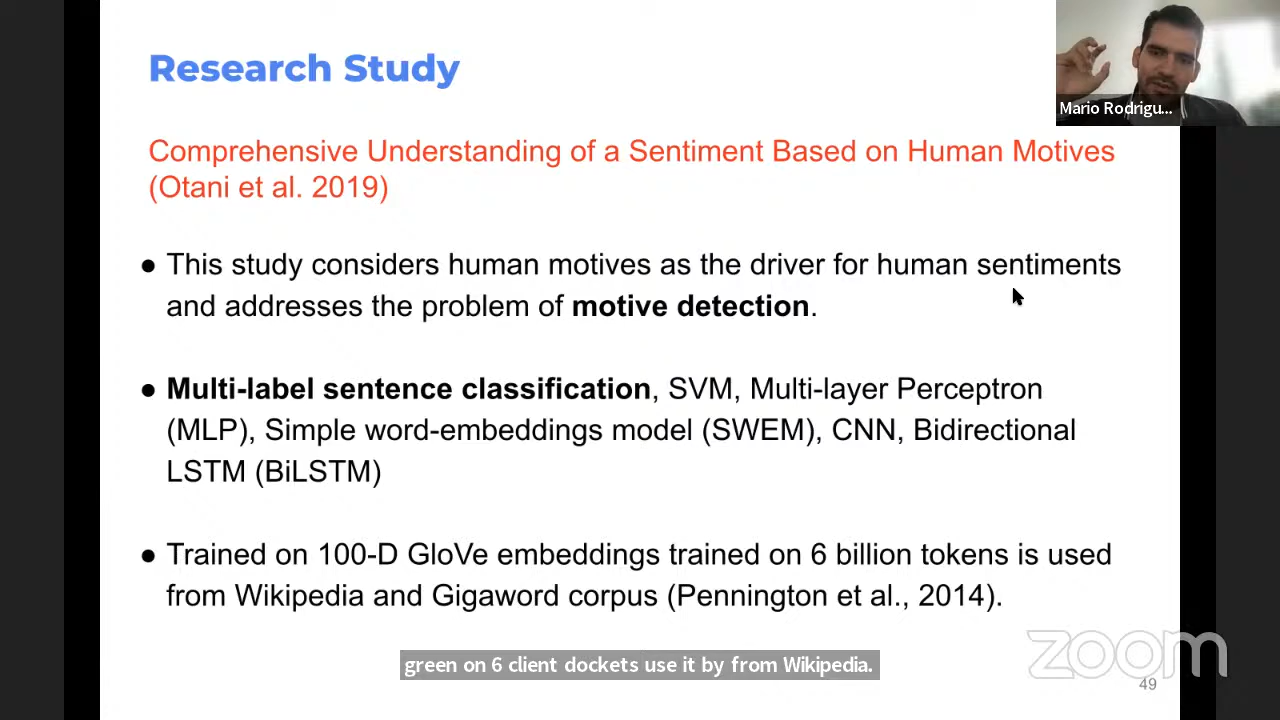 Research Study
Mario Rodrigu...
Comprehensive Understanding of a Sentiment Based on Human Motives
(Otani et al. 2019)
● This study considers human motives as the driver for human sentiments
and addresses the problem of motive detection.
● Multi-label sentence classification, SVM, Multi-layer Perceptron
(MLP), Simple word-embeddings model (SWEM), CNN, Bidirectional
LSTM (BiLSTM)
● Trained on 100-D GloVe embeddings trained on 6 billion tokens is used
from Wikipedia and Gigaword corpus (Pennington et al., 2014).
green on 6 client dockets use it by from Wikipedia.
zoom
49